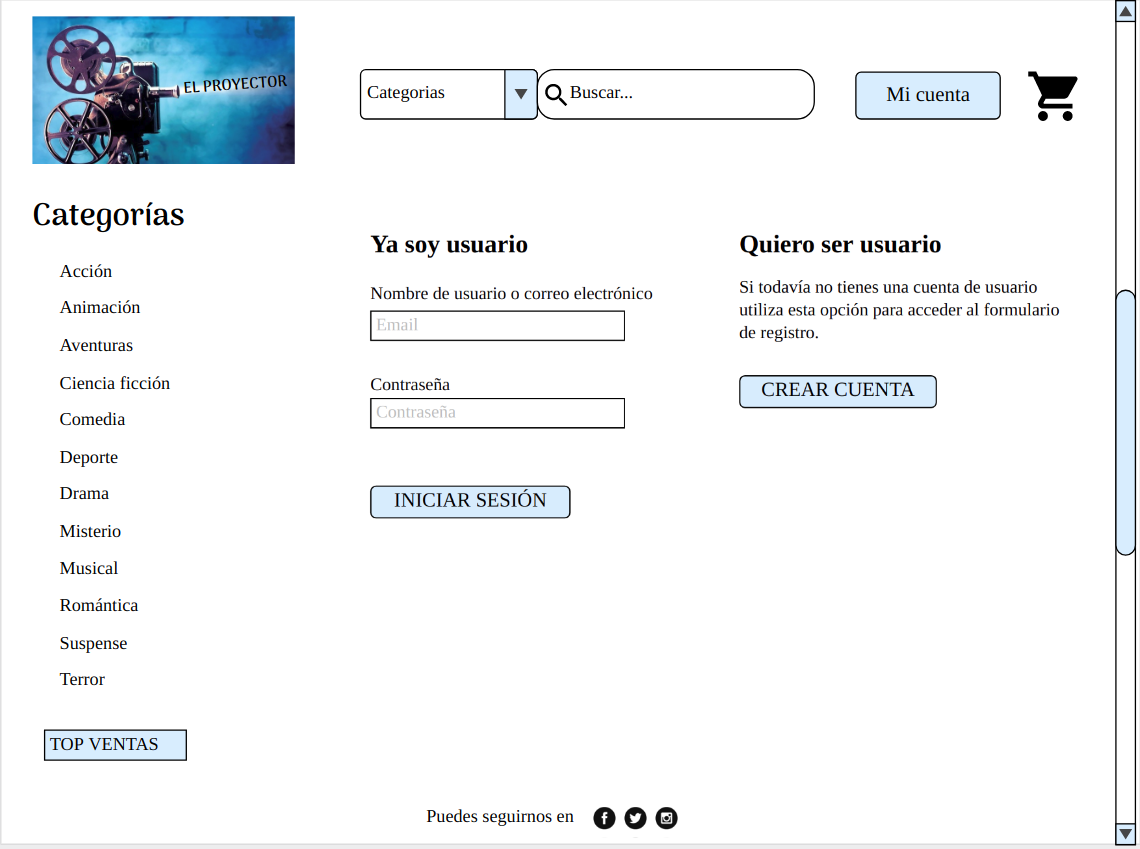 EL PROYECTOR
Categorias
Buscar...
Mi cuenta
Categorías
Acción
Animación
Aventuras
Ciencia ficción
Comedia
Deporte
Drama
Misterio
Musical
Romántica
Suspense
Terror
TOP VENTAS
Ya soy usuario
Nombre de usuario o correo electrónico
Email
Contraseña
Contraseña
INICIAR SESIÓN
Quiero ser usuario
Si todavía no tienes una cuenta de usuario
utiliza esta opción para acceder al formulario
de registro.
CREAR CUENTA
Puedes seguirnos en